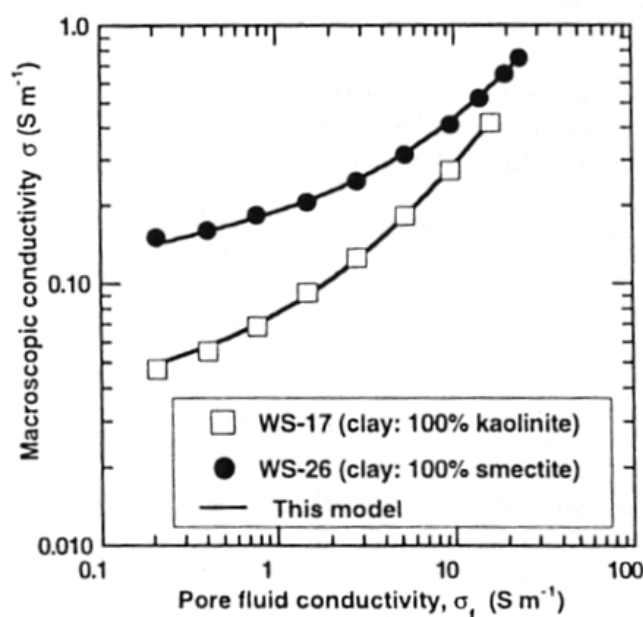 1.0
Macroscopic conductivity σ (S m⁻¹)
0.10
0.010
WS-17 (clay: 100% kaolinite)
WS-26 (clay: 100% smectite)
This model
0.1
1
10
100
Pore fluid conductivity, σf (S m⁻¹)